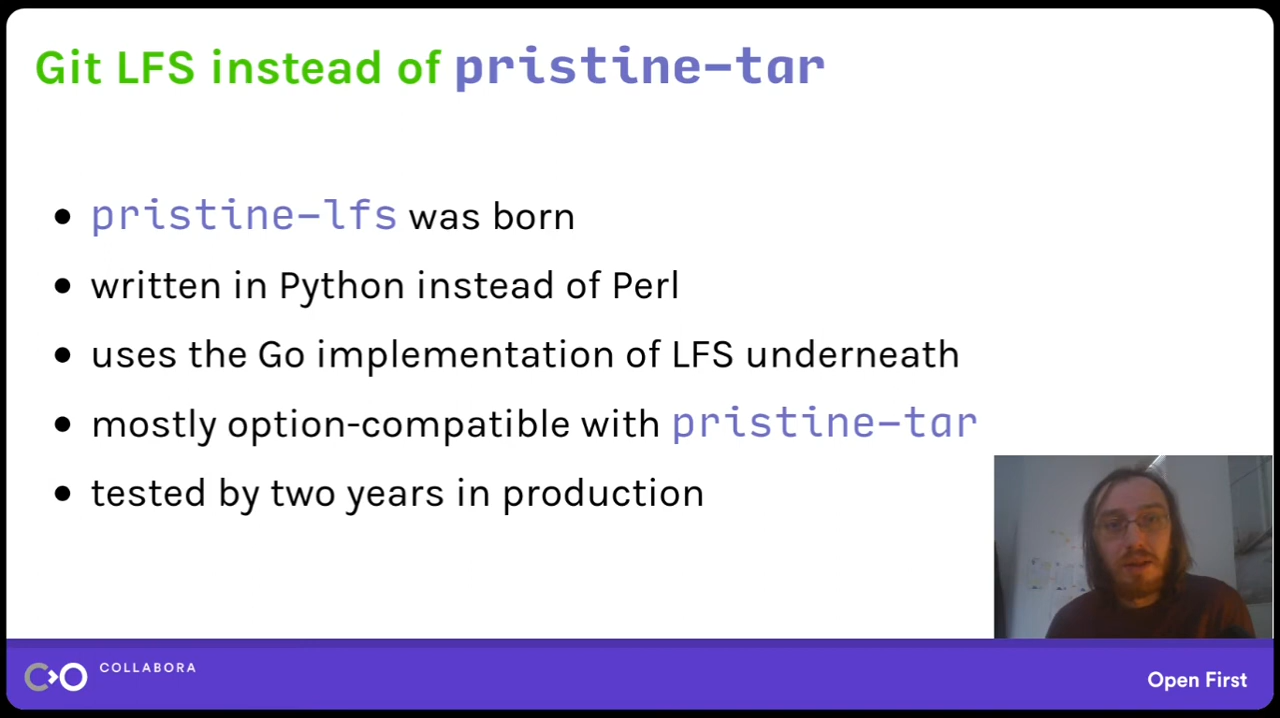 Git LFS instead of pristine-tar
pristine-lfs was born
written in Python instead of Perl
uses the Go implementation of LFS underneath
mostly option-compatible with pristine-tar
tested by two years in production
COLLABORA
Open First